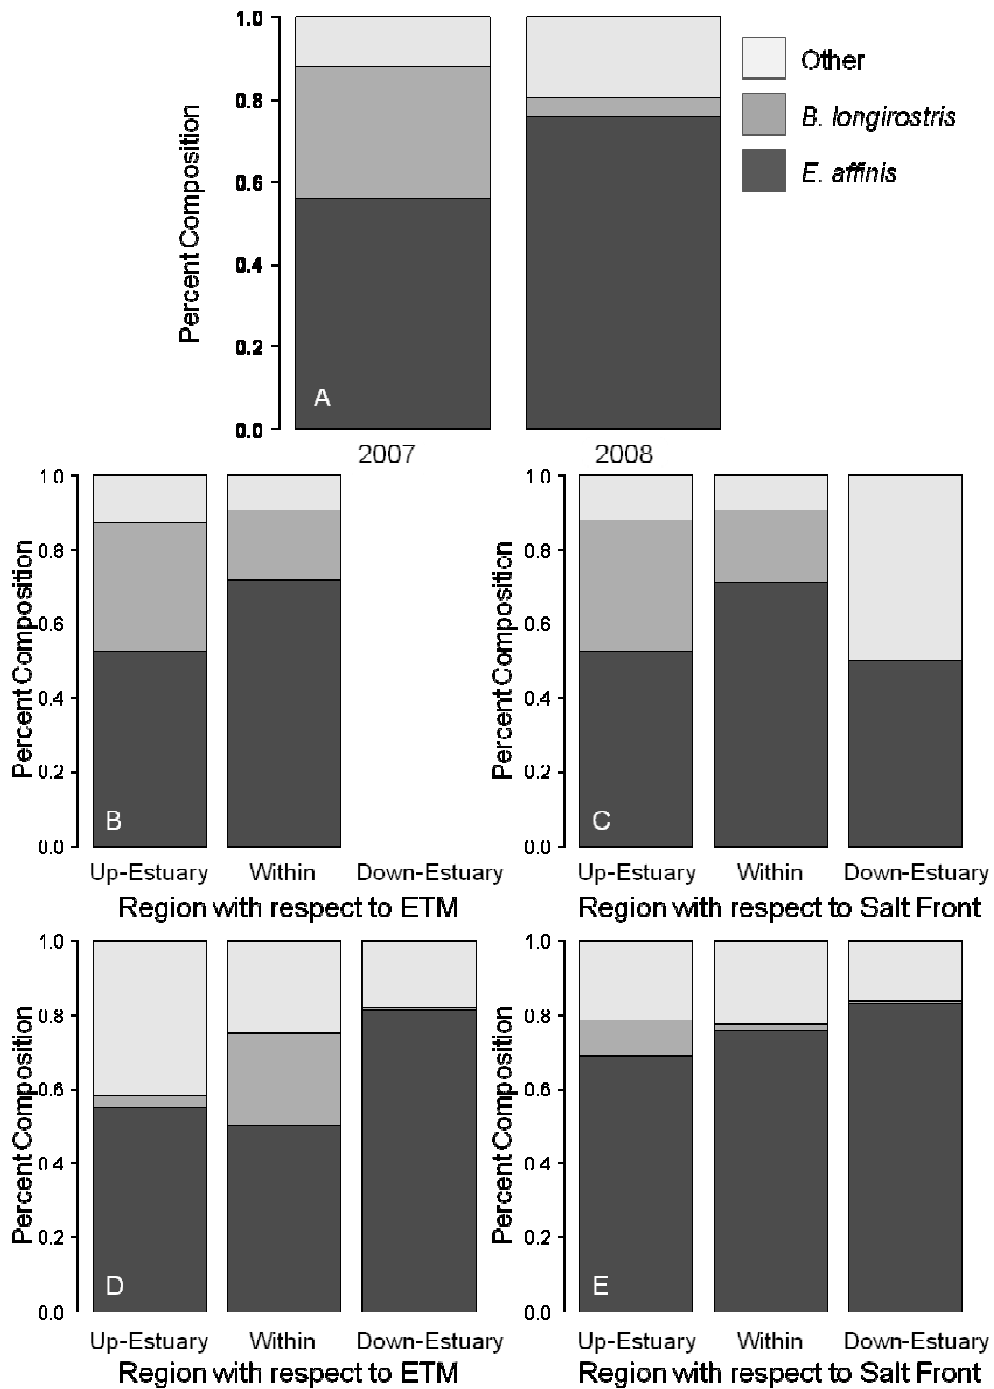 Percent Composition
1.0
0.8
0.6
0.4
0.2
0.0
A
2007
2008
Other
B. longirostris
E. affinis
Percent Composition
1.0
0.8
0.6
0.4
0.2
0.0
B
Up-Estuary Within Down-Estuary
Region with respect to ETM
Percent Composition
1.0
0.8
0.6
0.4
0.2
0.0
C
Up-Estuary Within Down-Estuary
Region with respect to Salt Front
Percent Composition
1.0
0.8
0.6
0.4
0.2
0.0
D
Up-Estuary Within Down-Estuary
Region with respect to ETM
Percent Composition
1.0
0.8
0.6
0.4
0.2
0.0
E
Up-Estuary Within Down-Estuary
Region with respect to Salt Front